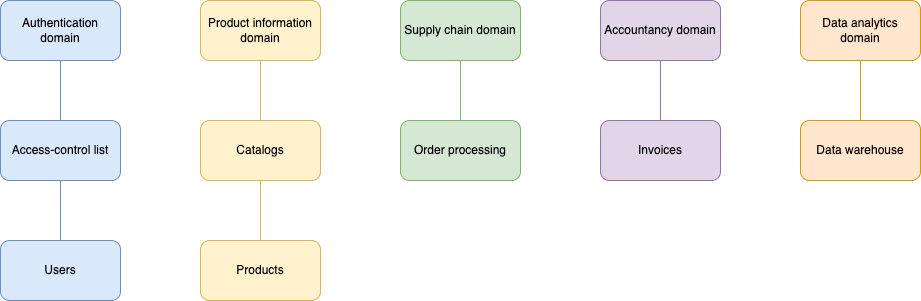 Authentication
domain
Product information
domain
Supply chain domain
Accountancy domain
Data analytics
domain
Access-control list
Catalogs
Order processing
Invoices
Data warehouse
Users
Products